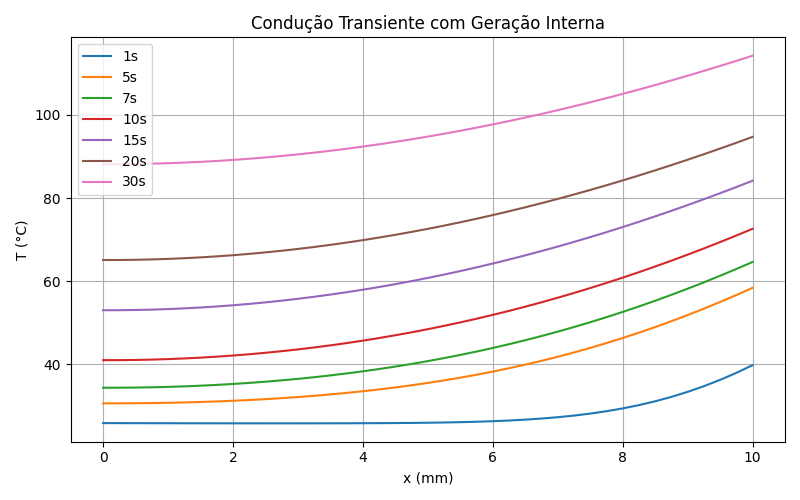 Condução Transiente com Geração Interna
1s
5s
7s
10s
15s
20s
30s
T (°C)
100
80
60
40
0 2 4 6 8 10
x (mm)